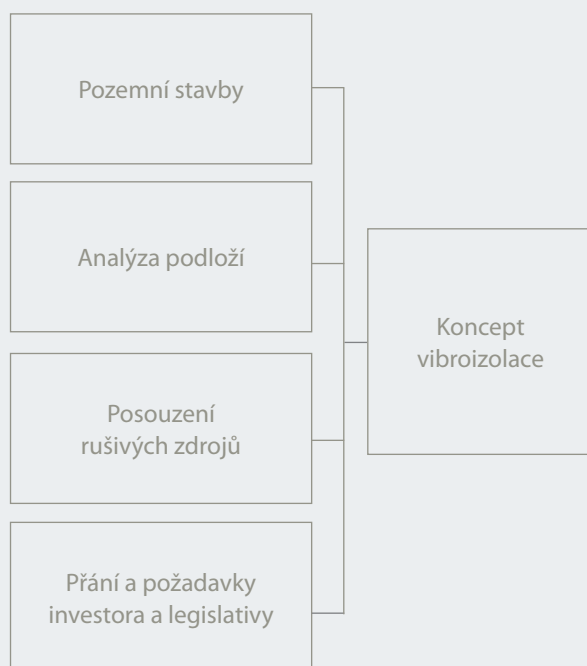 Pozemní stavby
Analýza podloží
Posouzení
rušivých zdrojů
Přání a požadavky
investora a legislativy
Koncept
vibroizolace